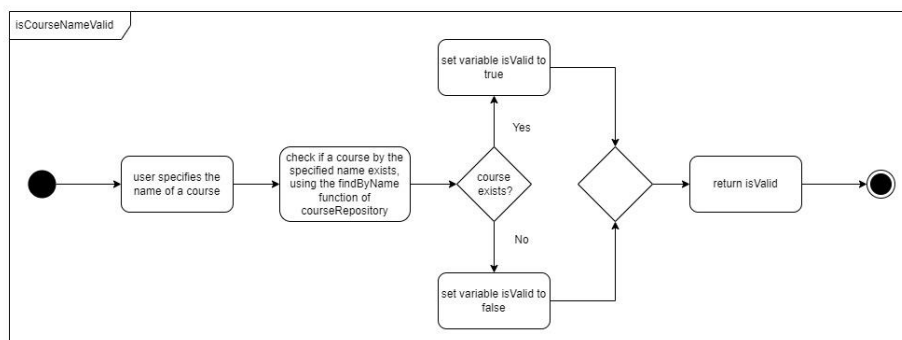 isCourseNameValid
user specifies the
name of a course
check if a course by the
specified name exists,
using the findByName
function of
courseRepository
course
exists?
Yes
set variable isValid to
true
No
set variable isValid to
false
return isValid